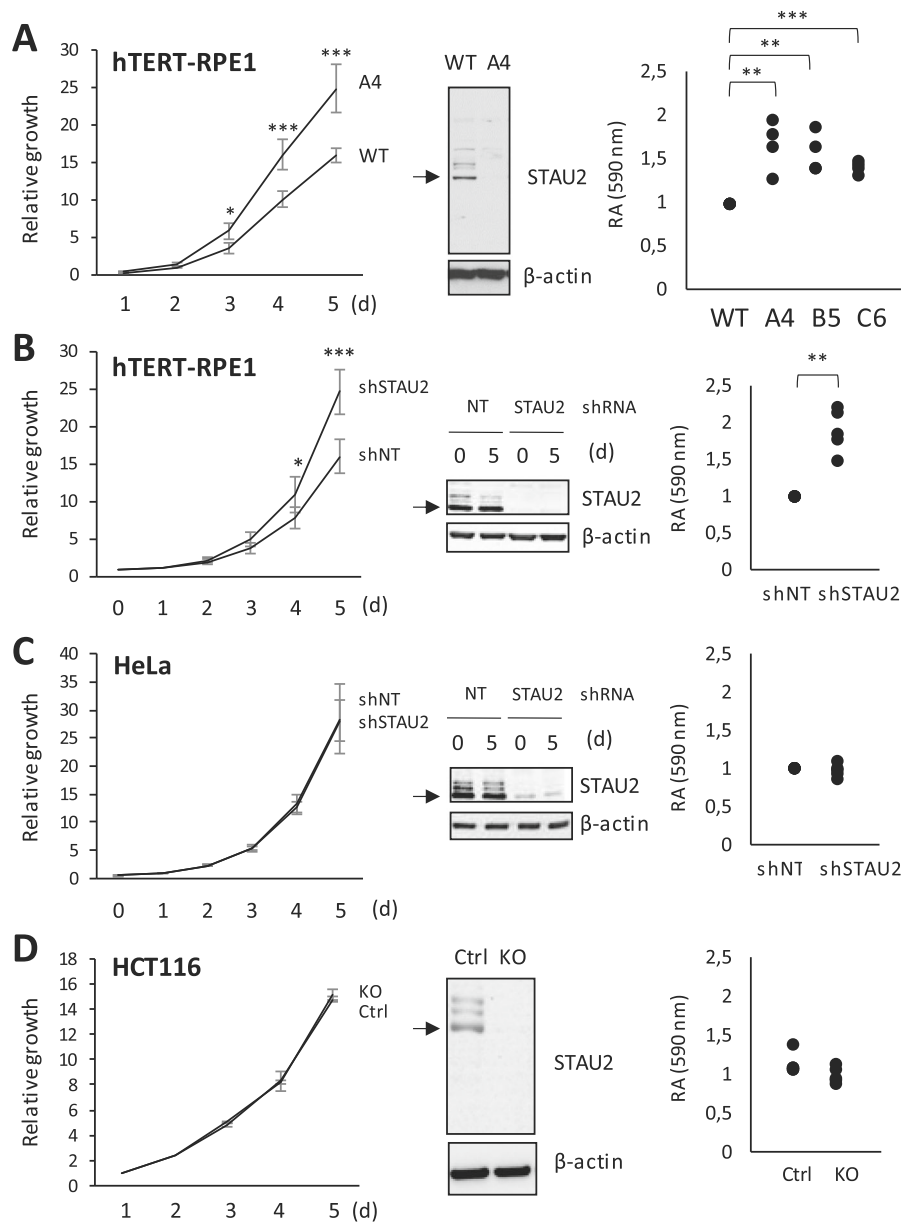 A
hTERT-RPE1
Relative growth
30
25
20
15
10
5
0
1 2 3 4 5 (d)
* *** ***
A4
WT
WT A4
STAU2
β-actin
RA (590 nm)
2,5
2
1,5
1
0,5
0
***
**
**
WT A4 B5 C6
B
hTERT-RPE1
Relative growth
30
25
20
15
10
5
0
0 1 2 3 4 5 (d)
* ***
shSTAU2
shNT
NT STAU2 shRNA
0 5 0 5 (d)
STAU2
β-actin
RA (590 nm)
2,5
2
1,5
1
0,5
0
**
shNT shSTAU2
C
HeLa
Relative growth
40
35
30
25
20
15
10
5
0
0 1 2 3 4 5 (d)
shNT
shSTAU2
NT STAU2 shRNA
0 5 0 5 (d)
STAU2
β-actin
RA (590 nm)
2,5
2
1,5
1
0,5
0
shNT shSTAU2
D
HCT116
Relative growth
18
16
14
12
10
8
6
4
2
0
1 2 3 4 5 (d)
KO
Ctrl
Ctrl KO
STAU2
β-actin
RA (590 nm)
2,5
2
1,5
1
0,5
0
Ctrl KO